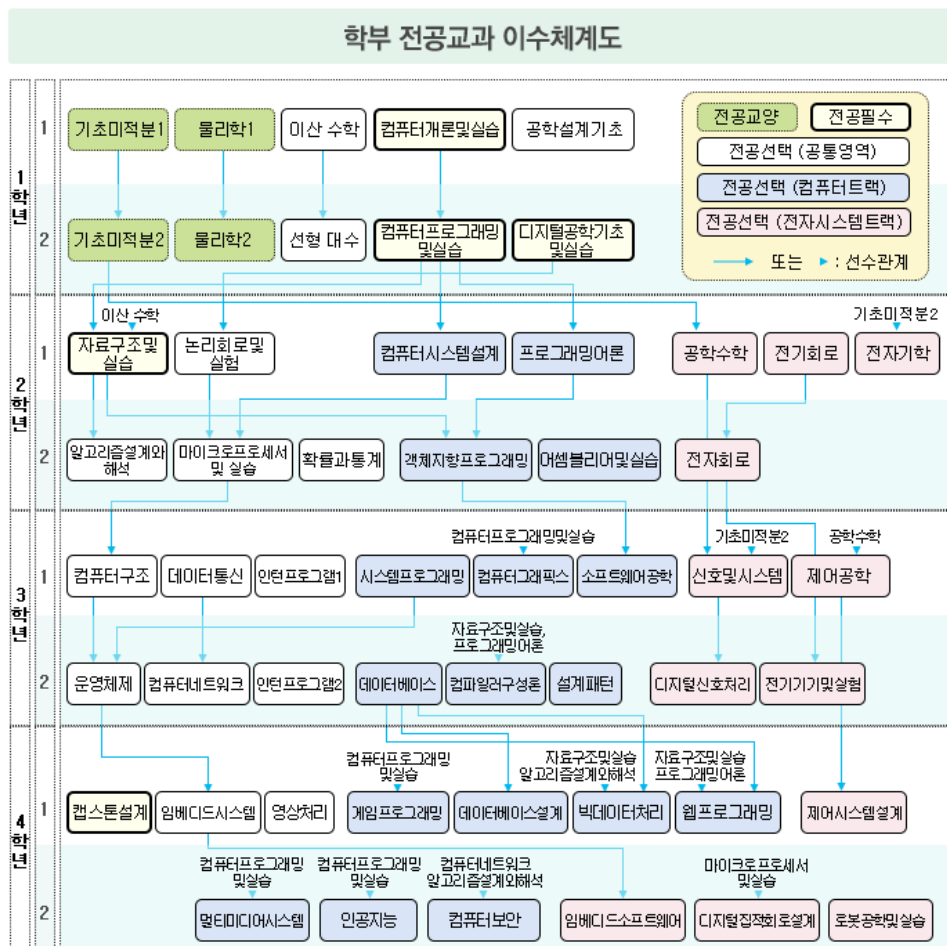 학부 전공교과 이수체계도
1학년
1
기초미적분1
물리학1
이산 수학
컴퓨터개론및실습
공학설계기초
전공교양
전공필수
전공선택 (공통영역)
전공선택 (컴퓨터트랙)
전공선택 (전자시스템트랙)
또는
: 선수관계
2
기초미적분2
물리학2
선형 대수
컴퓨터프로그래밍
및실습
디지털공학기초
및실습
2학년
1
이산 수학
자료구조및
실습
논리회로및
실험
컴퓨터시스템설계
프로그래밍어론
공학수학
전기회로
기초미적분2
전자기학
2
알고리즘설계와
해석
마이크로프로세서
및 실습
확률과통계
객체지향프로그래밍
어셈블리어및실습
전자회로
3학년
1
컴퓨터구조
데이터통신
인턴프로그램1
시스템프로그래밍
컴퓨터프로그래밍및실습
컴퓨터그래픽스
소프트웨어공학
기초미적분2
신호및시스템
공학수학
제어공학
2
운영체제
컴퓨터네트워크
인턴프로그램2
데이터베이스
자료구조및실습,
프로그래밍어론
컴파일러구성론
설계패턴
디지털신호처리
전기기기및실험
4학년
1
캡스톤설계
임베디드시스템
영상처리
컴퓨터프로그래밍
및실습
게임프로그래밍
데이터베이스설계
자료구조및실습
알고리즘설계와해석
빅데이터처리
자료구조및실습
프로그래밍어론
웹프로그래밍
제어시스템설계
2
컴퓨터프로그래밍
및실습
멀티미디어시스템
컴퓨터프로그래밍
및실습
인공지능
컴퓨터네트워크
알고리즘설계와해석
컴퓨터보안
임베디드소프트웨어
마이크로프로세서
및실습
디지털집적회로설계
로봇공학및실습